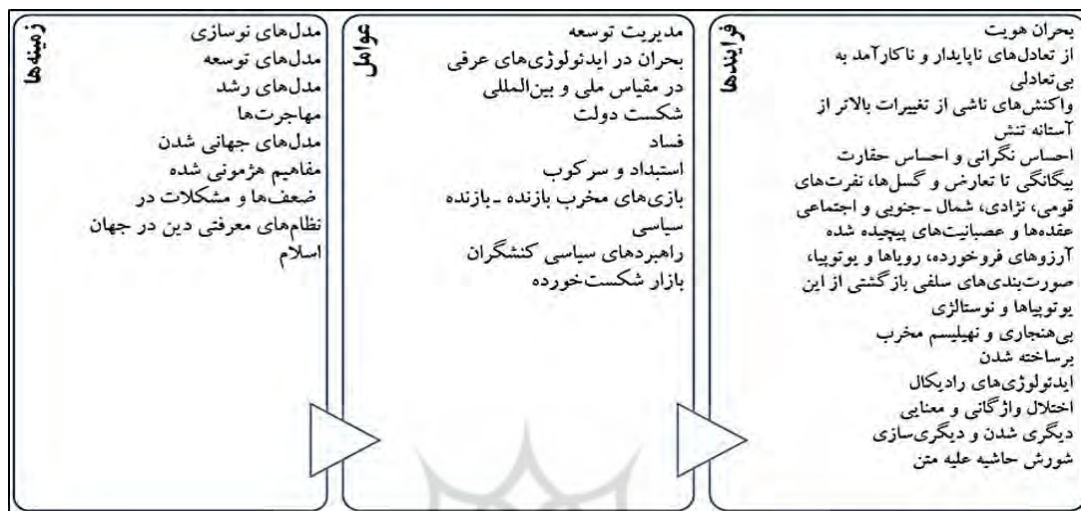 زمینه‌ها
مدل‌های نوسازی
مدل‌های توسعه
مدل‌های رشد
مهاجرت‌ها
مدل‌های جهانی شدن
مفاهیم هژمونی شده
ضعف‌ها و مشکلات در
نظام‌های معرفتی دین در جهان
اسلام
عوامل
مدیریت توسعه
بحران در ایدئولوژی‌های عرفی
در مقیاس ملی و بین‌المللی
شکست دولت
فساد
استبداد و سرکوب
بازی‌های مخرب بازنده ـ بازنده
سیاسی
راهبردهای سیاسی کنشگران
بازار شکست‌خورده
فرایندها
بحران هویت
از تعادل‌های ناپایدار و ناکارآمد به
بی‌تعادلی
واکنش‌های ناشی از تغییرات بالاتر از
آستانه تنش
احساس نگرانی و احساس حقارت
بیگانگی تا تعارض و گسل‌ها، نفرت‌های
قومی، نژادی، شمال ـ جنوبی و اجتماعی
عقده‌ها و عصبانیت‌های پیچیده شده
آرزوهای فروخورده، رویاها و یوتوپیا،
صورت‌بندی‌های سلفی بازگشتی از این
یوتوپیاها و نوستالژی
بی‌هنجاری و نهیلیسم مخرب
برساخته شدن
ایدئولوژی‌های رادیکال
اختلال واژگانی و معنایی
دیگری شدن و دیگری‌سازی
شورش حاشیه علیه متن